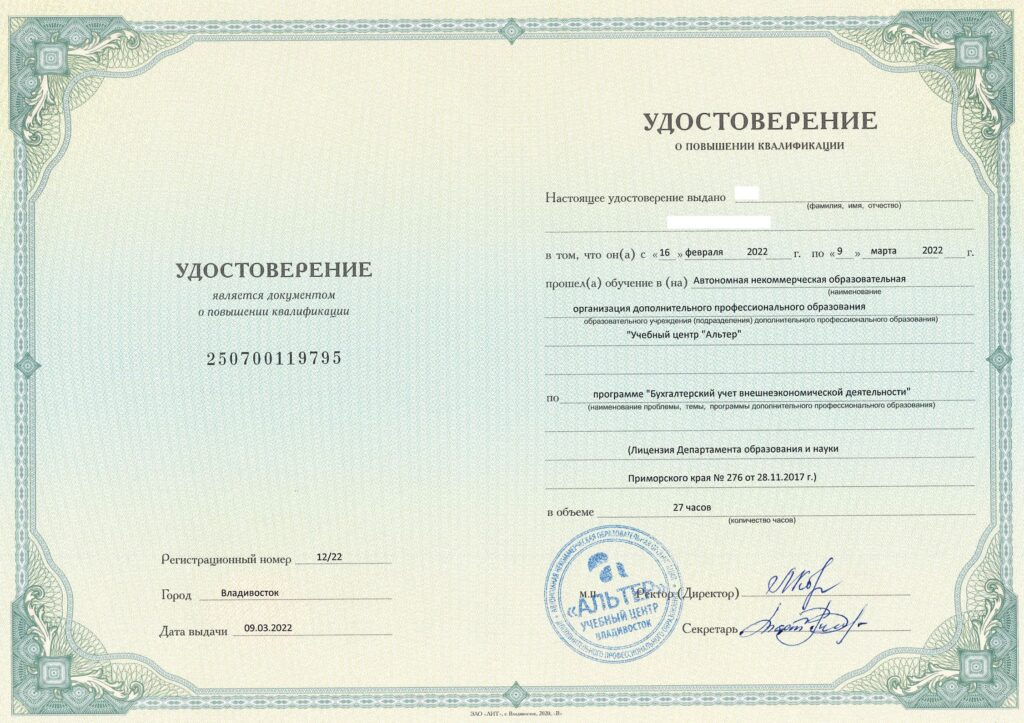 УДОСТОВЕРЕНИЕ
является документом
о повышении квалификации
250700119795
Регистрационный номер 12/22
Город Владивосток
Дата выдачи 09.03.2022
УДОСТОВЕРЕНИЕ
О ПОВЫШЕНИИ КВАЛИФИКАЦИИ
Настоящее удостоверение выдано
(фамилия, имя, отчество)
в том, что он(а) с «16» февраля 2022 г. по «9» марта 2022 г.
прошел(а) обучение в (на) Автономная некоммерческая образовательная
(наименование
организация дополнительного профессионального образования
образовательного учреждения (подразделения) дополнительного профессионального образования)
"Учебный центр "Альтер"
по программе "Бухгалтерский учет внешнеэкономической деятельности"
(наименование проблемы, темы, программы дополнительного профессионального образования)
(Лицензия Департамента образования и науки
Приморского края № 276 от 28.11.2017 г.)
в объеме 27 часов
(количество часов)
М.П. Ректор (Директор)
Секретарь
АВТОНОМНАЯ НЕКОММЕРЧЕСКАЯ ОБРАЗОВАТЕЛЬНАЯ ОРГАНИЗАЦИЯ
ДОПОЛНИТЕЛЬНОГО ПРОФЕССИОНАЛЬНОГО ОБРАЗОВАНИЯ
«АЛЬТЕР»
УЧЕБНЫЙ ЦЕНТР
ВЛАДИВОСТОК
ЗАО «ЛИТ», г. Владивосток, 2020, «В»